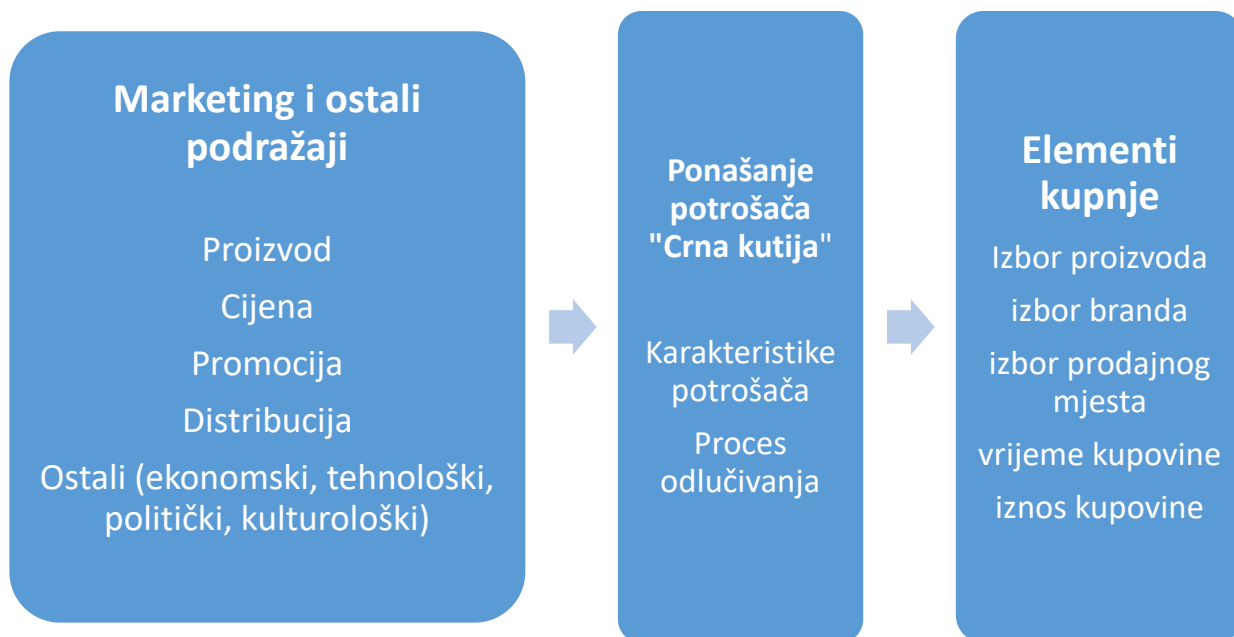 Marketing i ostali
podražaji
Proizvod
Cijena
Promocija
Distribucija
Ostali (ekonomski, tehnološki,
politički, kulturološki)
Ponašanje
potrošača
"Crna kutija"
Karakteristike
potrošača
Proces
odlučivanja
Elementi
kupnje
Izbor proizvoda
izbor branda
izbor prodajnog
mjesta
vrijeme kupovine
iznos kupovine